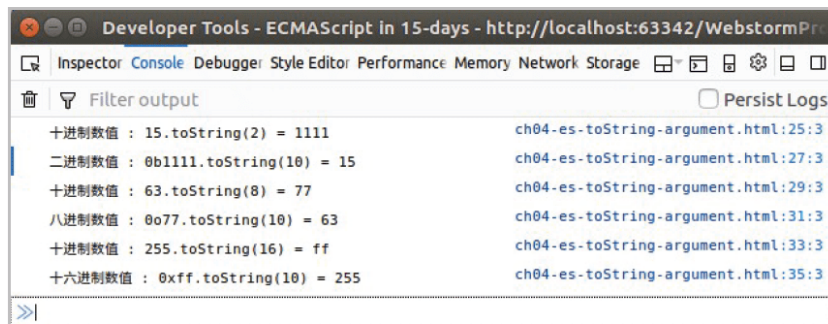 Developer Tools - ECMAScript in 15-days - http://localhost:63342/WebstormPro
Inspector Console Debugger Style Editor Performance Memory Network Storage
Filter output Persist Logs
十进制数值 : 15.toString(2) = 1111 ch04-es-toString-argument.html:25:3
二进制数值 : 0b1111.toString(10) = 15 ch04-es-toString-argument.html:27:3
十进制数值 : 63.toString(8) = 77 ch04-es-toString-argument.html:29:3
八进制数值 : 0o77.toString(10) = 63 ch04-es-toString-argument.html:31:3
十进制数值 : 255.toString(16) = ff ch04-es-toString-argument.html:33:3
十六进制数值 : 0xff.toString(10) = 255 ch04-es-toString-argument.html:35:3